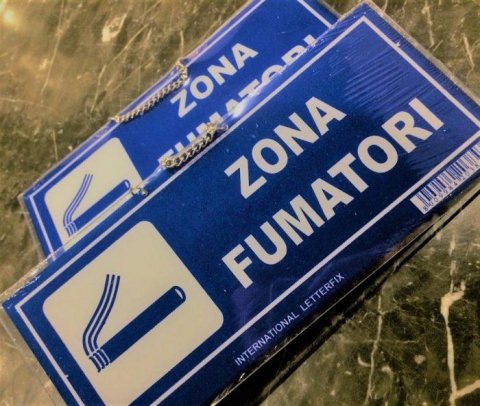 ZONA
FUMATORI
ZONA
FUMATORI
INTERNATIONAL LETTERFIX